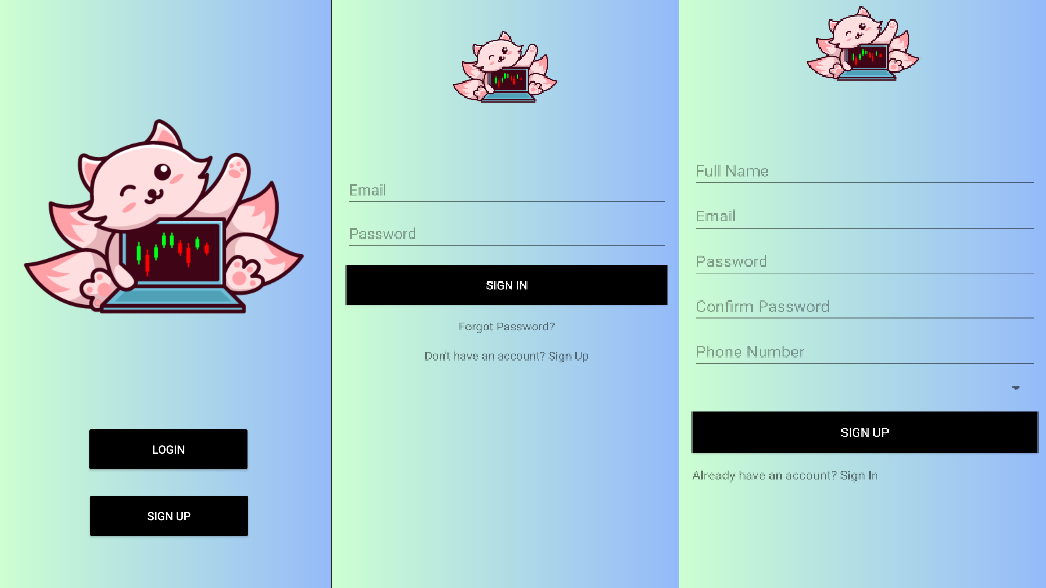 LOGIN
SIGN UP
Email
Password
SIGN IN
Forgot Password?
Don't have an account? Sign Up
Full Name
Email
Password
Confirm Password
Phone Number
SIGN UP
Already have an account? Sign In